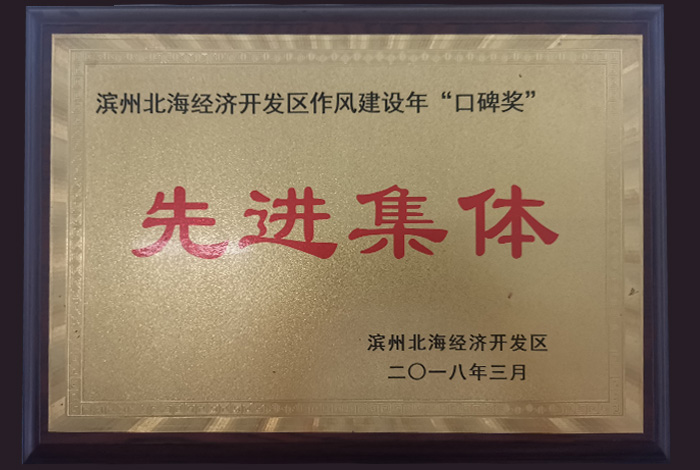 滨州北海经济开发区作风建设年“口碑奖”
先进集体
滨州北海经济开发区
二〇一八年三月